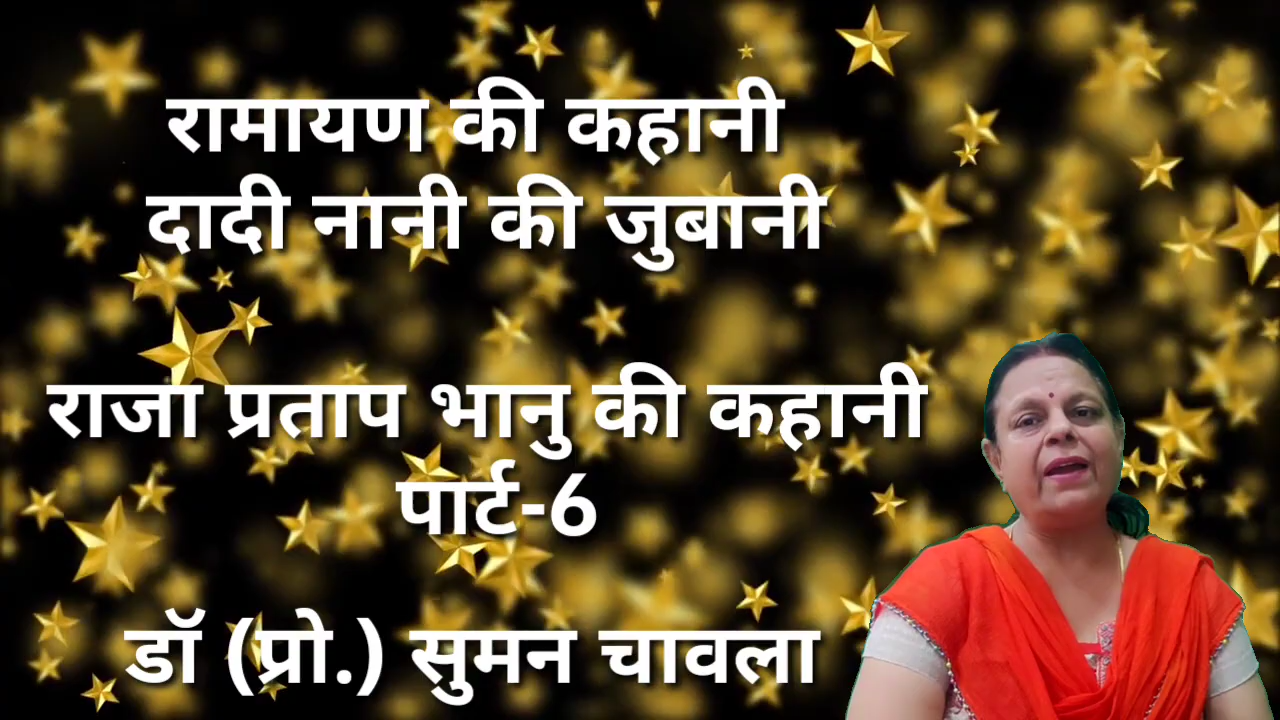 रामायण की कहानी
दादी नानी की जुबानी
राजा प्रताप भानु की कहानी
पार्ट-6
डॉ (प्रो.) सुमन चावला